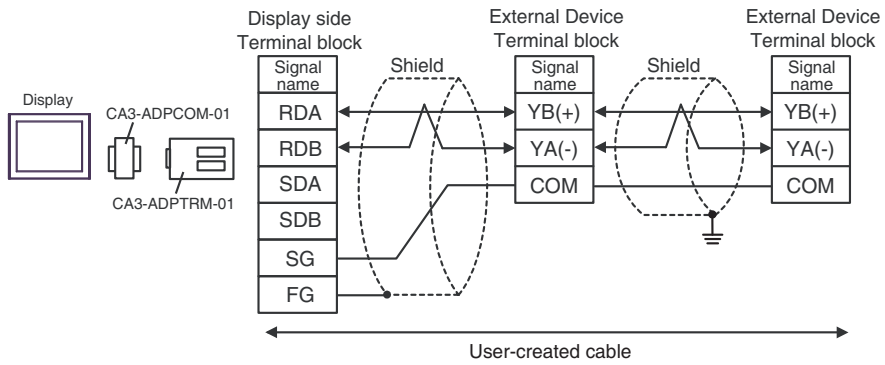 Display side
Terminal block
External Device
Terminal block
External Device
Terminal block
Signal
name
Shield
Signal
name
Shield
Signal
name
Display
CA3-ADPCOM-01
CA3-ADPTRM-01
RDA
YB(+)
YB(+)
RDB
YA(-)
YA(-)
SDA
COM
COM
SDB
SG
FG
User-created cable